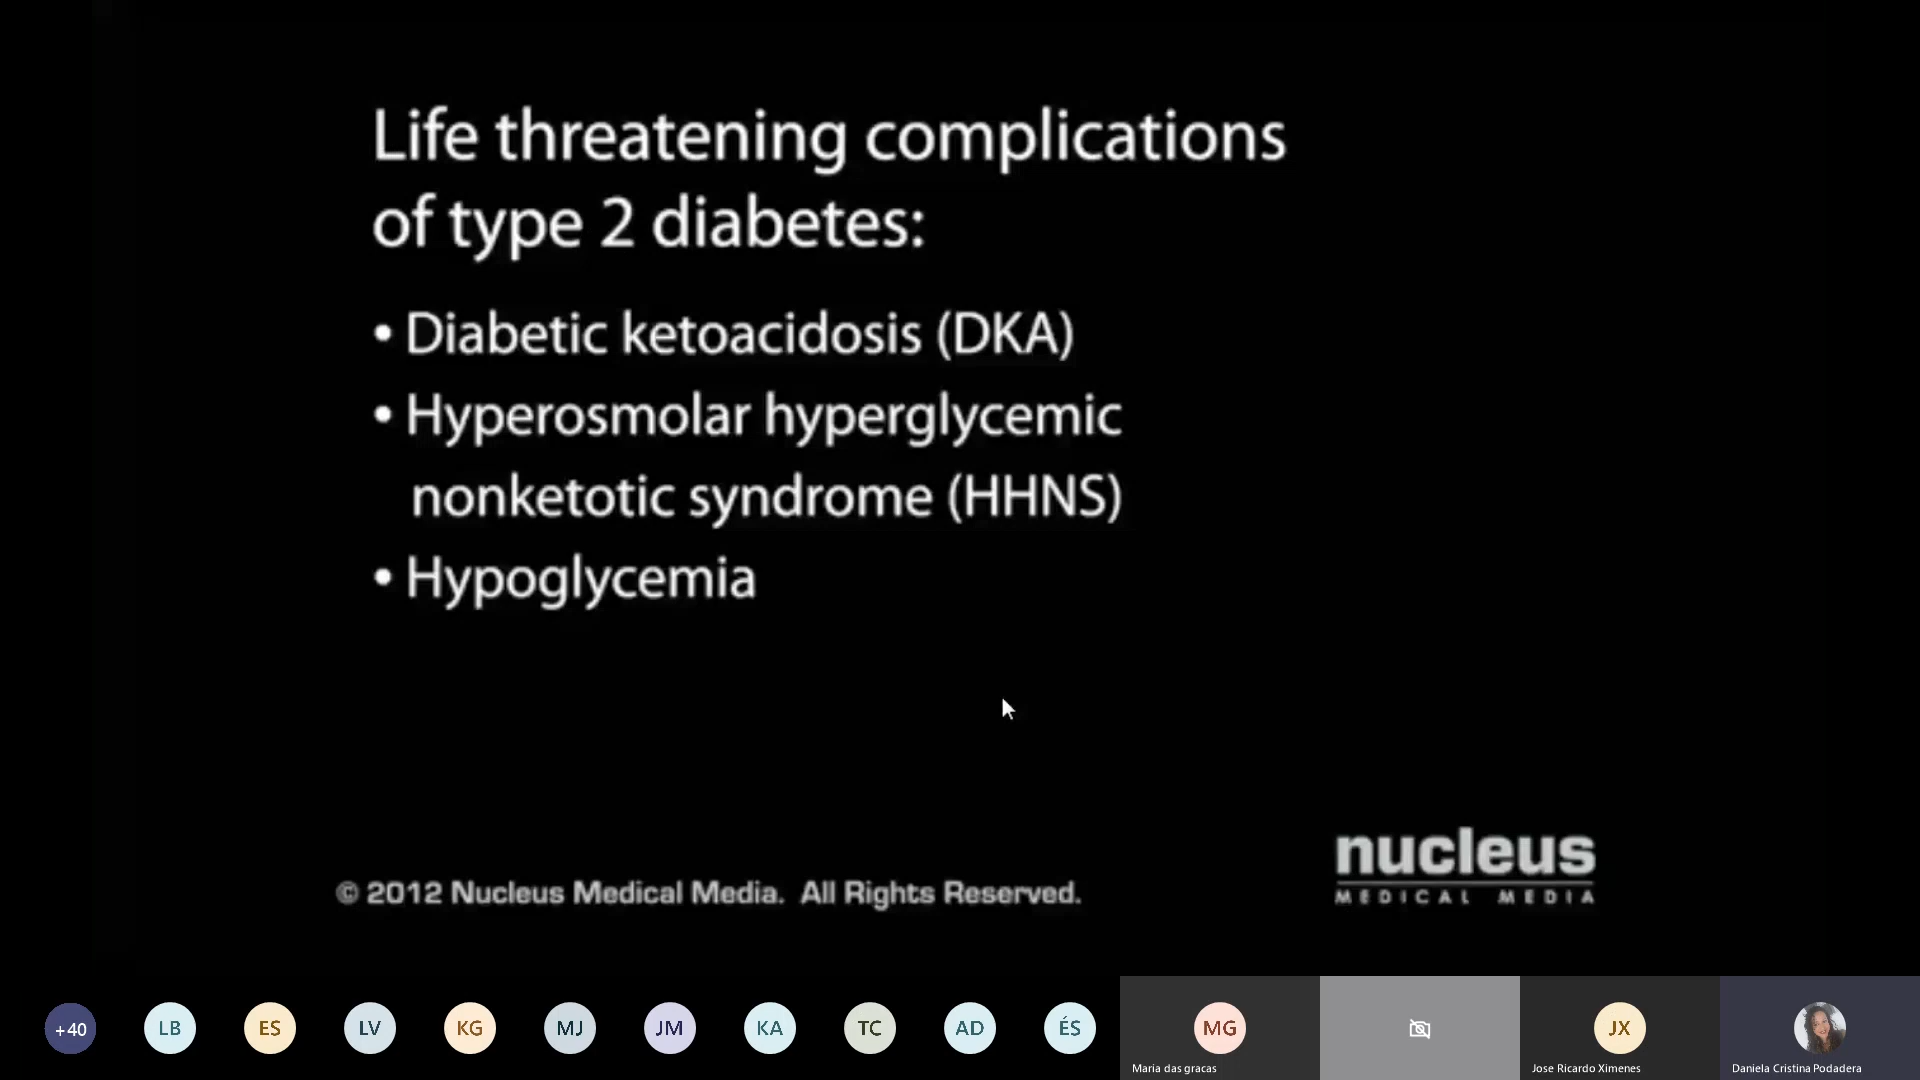 Life threatening complications
of type 2 diabetes:
• Diabetic ketoacidosis (DKA)
• Hyperosmolar hyperglycemic
nonketotic syndrome (HHNS)
• Hypoglycemia
© 2012 Nucleus Medical Media. All Rights Reserved.
nucleus
MEDICAL MEDIA
+40 LB ES LV KG MJ JM KA TC AD ÉS MG JX
Maria das gracas Jose Ricardo Ximenes Daniela Cristina Podadera